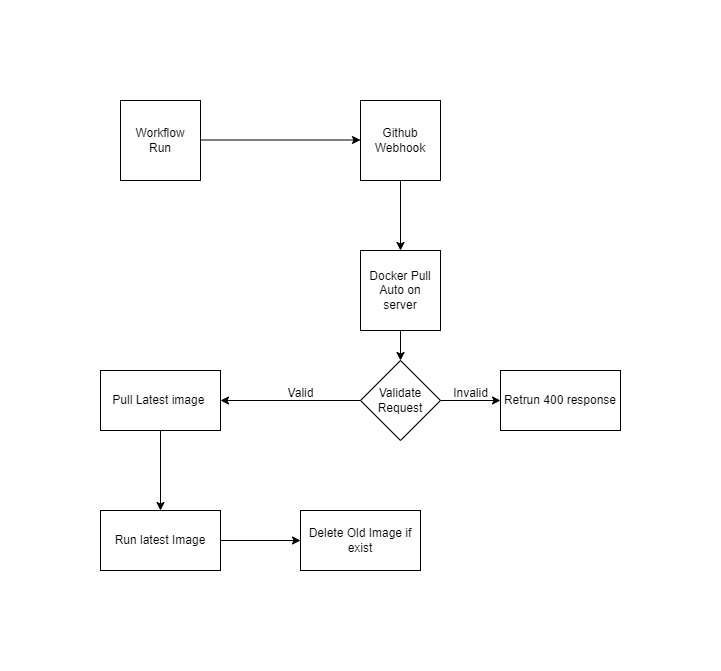 Workflow
Run
Github
Webhook
Docker Pull
Auto on
server
Pull Latest image
Valid
Validate
Request
Invalid
Retrun 400 response
Run latest Image
Delete Old Image if
exist